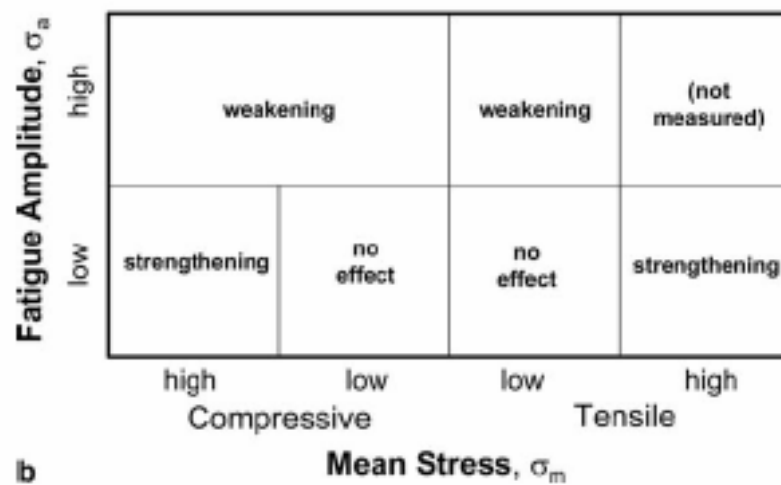 Fatigue Amplitude, σa
high
low
weakening
weakening
(not
measured)
strengthening
no
effect
no
effect
strengthening
high
low
low
high
Compressive
Tensile
b
Mean Stress, σm